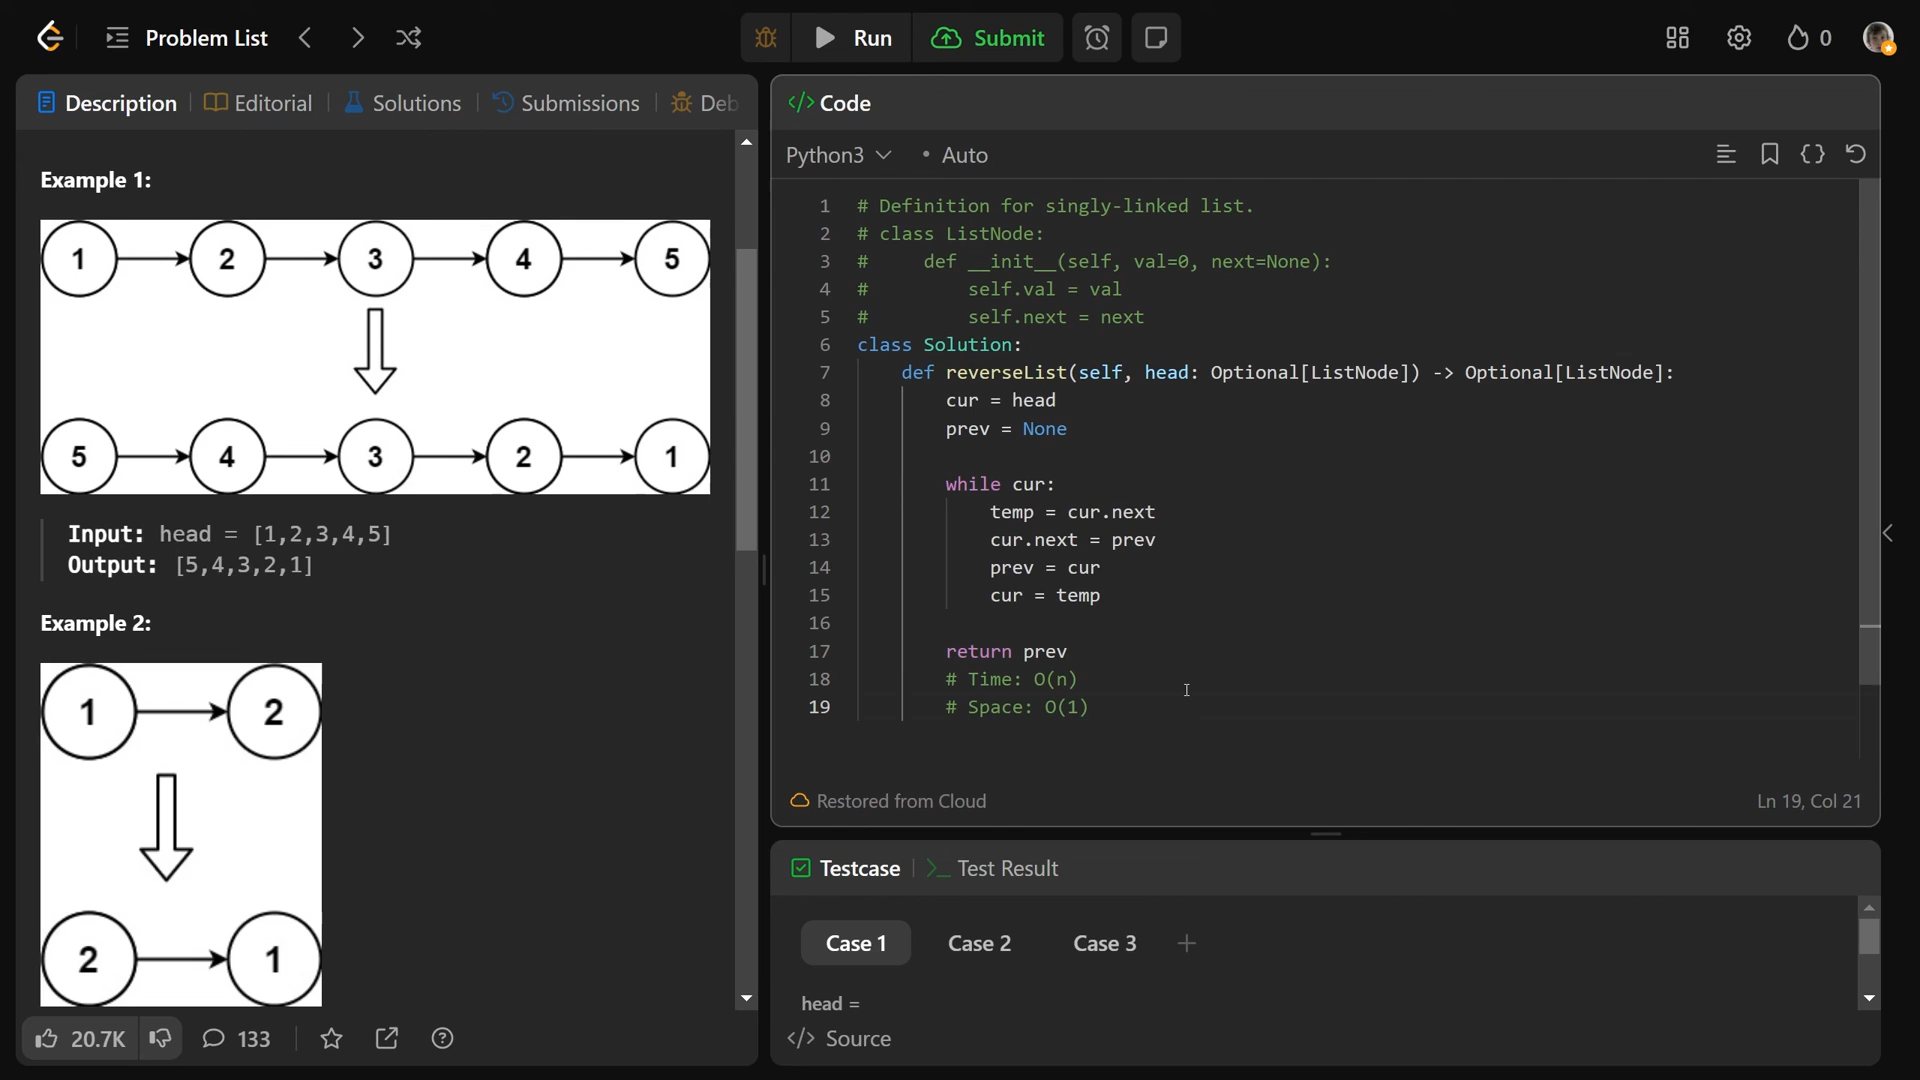 Problem List
Run
Submit
0
Description
Editorial
Solutions
Submissions
Deb
Example 1:
1 2 3 4 5
5 4 3 2 1
Input: head = [1,2,3,4,5]
Output: [5,4,3,2,1]
Example 2:
1 2
2 1
20.7K
133
</> Code
Python3
• Auto
1 # Definition for singly-linked list.
2 # class ListNode:
3 #     def __init__(self, val=0, next=None):
4 #         self.val = val
5 #         self.next = next
6 class Solution:
7     def reverseList(self, head: Optional[ListNode]) -> Optional[ListNode]:
8         cur = head
9         prev = None
10
11         while cur:
12             temp = cur.next
13             cur.next = prev
14             prev = cur
15             cur = temp
16
17         return prev
18         # Time: O(n)
19         # Space: O(1)
Restored from Cloud
Ln 19, Col 21
Testcase
>_ Test Result
Case 1
Case 2
Case 3
+
head =
</> Source